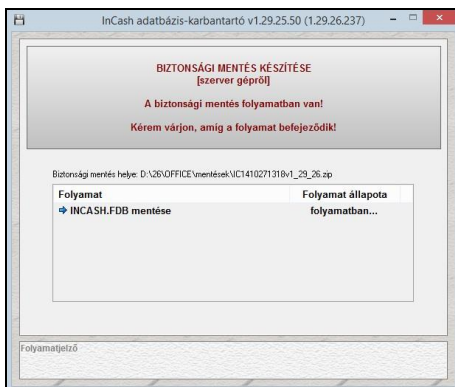 InCash adatbázis-karbantartó v1.29.25.50 (1.29.26.237)
BIZTONSÁGI MENTÉS KÉSZÍTÉSE
[szerver gépről]
A biztonsági mentés folyamatban van!
Kérem várjon, amíg a folyamat befejeződik!
Biztonsági mentés helye: D:\26\OFFICE\mentések\IC1410271318v1_29_26.zip
Folyamat Folyamat állapota
INCASH.FDB mentése folyamatban...
Folyamatjelző